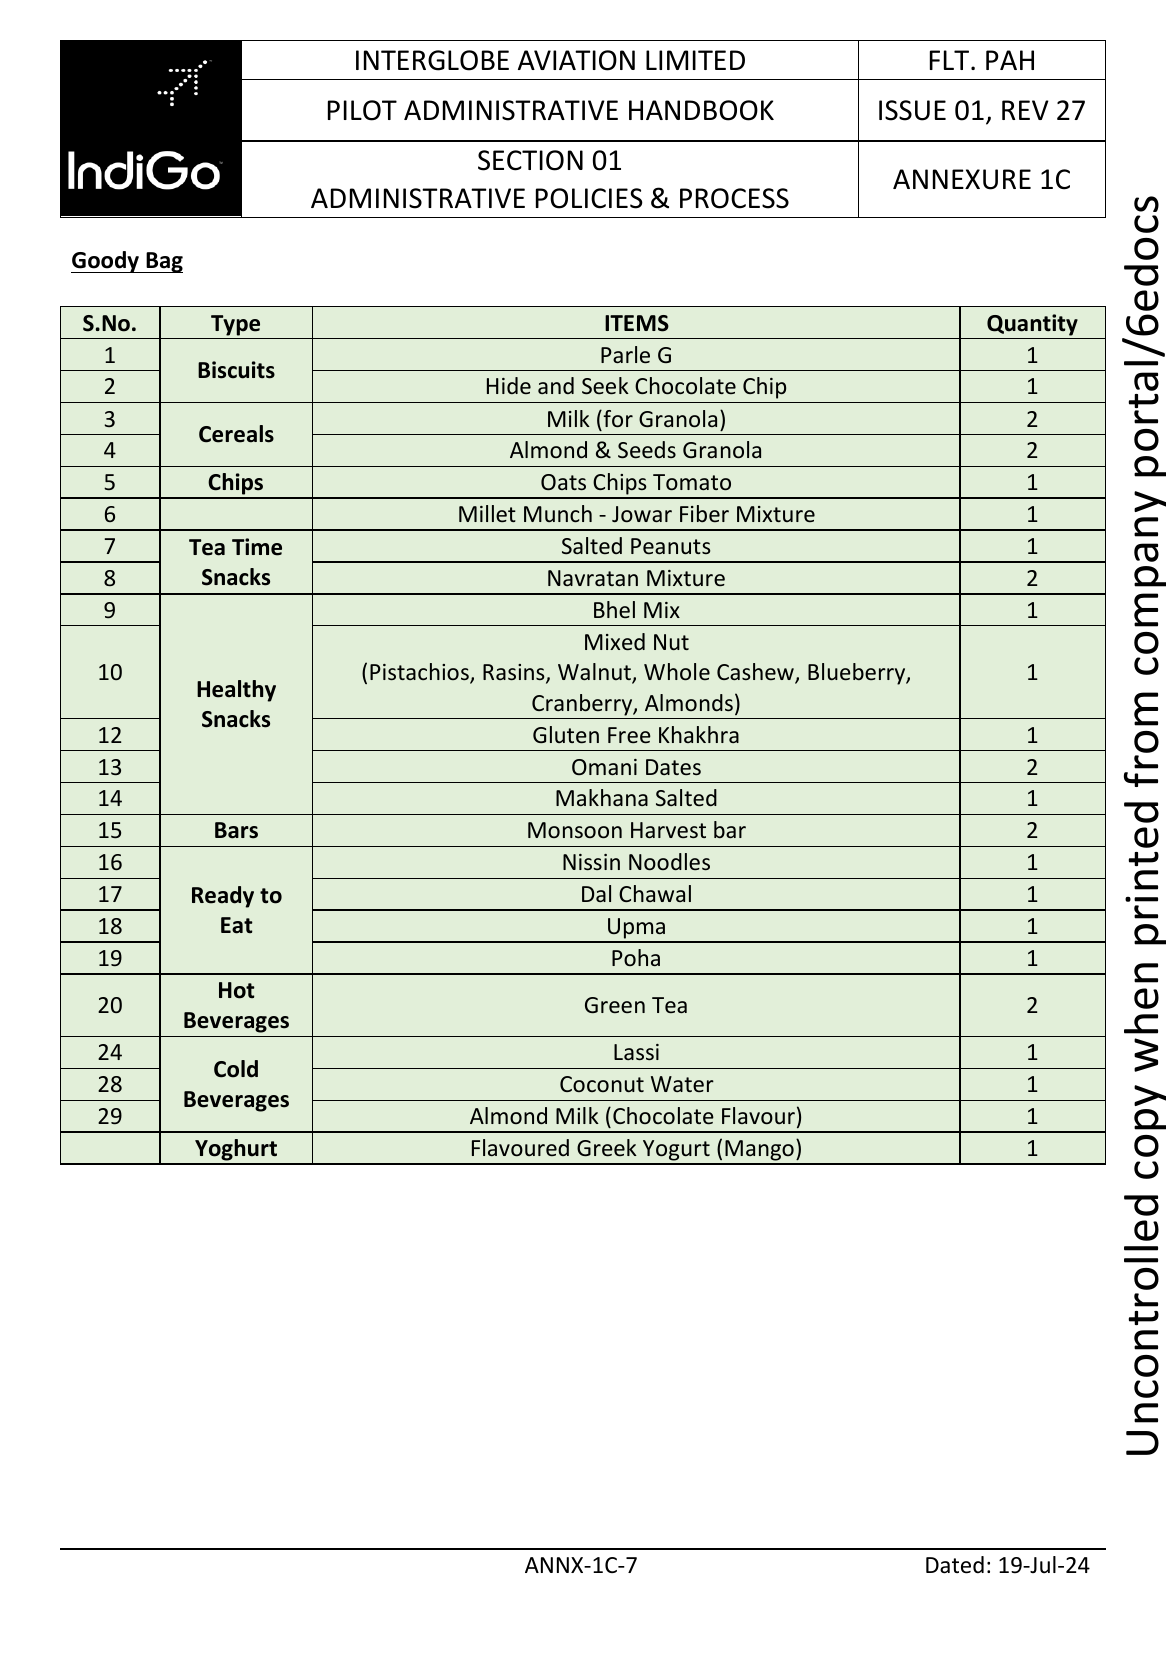 IndiGo
INTERGLOBE AVIATION LIMITED
FLT. PAH
PILOT ADMINISTRATIVE HANDBOOK
ISSUE 01, REV 27
SECTION 01
ADMINISTRATIVE POLICIES & PROCESS
ANNEXURE 1C
Goody Bag
S.No. Type ITEMS Quantity
1 Biscuits Parle G 1
2 Hide and Seek Chocolate Chip 1
3 Cereals Milk (for Granola) 2
4 Almond & Seeds Granola 2
5 Chips Oats Chips Tomato 1
6 Millet Munch - Jowar Fiber Mixture 1
7 Tea Time Snacks Salted Peanuts 1
8 Navratan Mixture 2
9 Healthy Snacks Bhel Mix 1
10 Mixed Nut
(Pistachios, Rasins, Walnut, Whole Cashew, Blueberry,
Cranberry, Almonds) 1
12 Gluten Free Khakhra 1
13 Omani Dates 2
14 Makhana Salted 1
15 Bars Monsoon Harvest bar 2
16 Ready to Eat Nissin Noodles 1
17 Dal Chawal 1
18 Upma 1
19 Poha 1
20 Hot Beverages Green Tea 2
24 Cold Beverages Lassi 1
28 Coconut Water 1
29 Almond Milk (Chocolate Flavour) 1
Yoghurt Flavoured Greek Yogurt (Mango) 1
ANNX-1C-7
Dated: 19-Jul-24
Uncontrolled copy when printed from company portal/6edocs